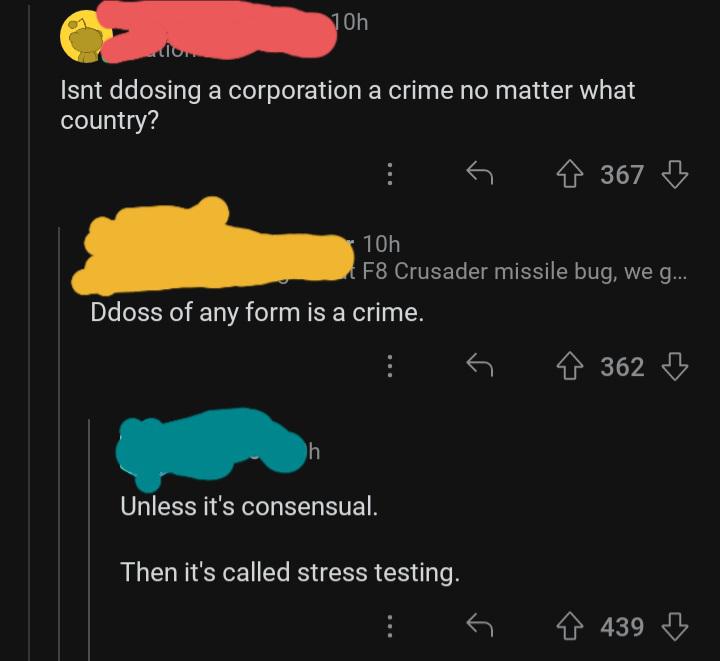 10h
Isnt ddosing a corporation a crime no matter what
country?
367
10h
F8 Crusader missile bug, we g...
Ddoss of any form is a crime.
362
h
Unless it's consensual.
Then it's called stress testing.
439